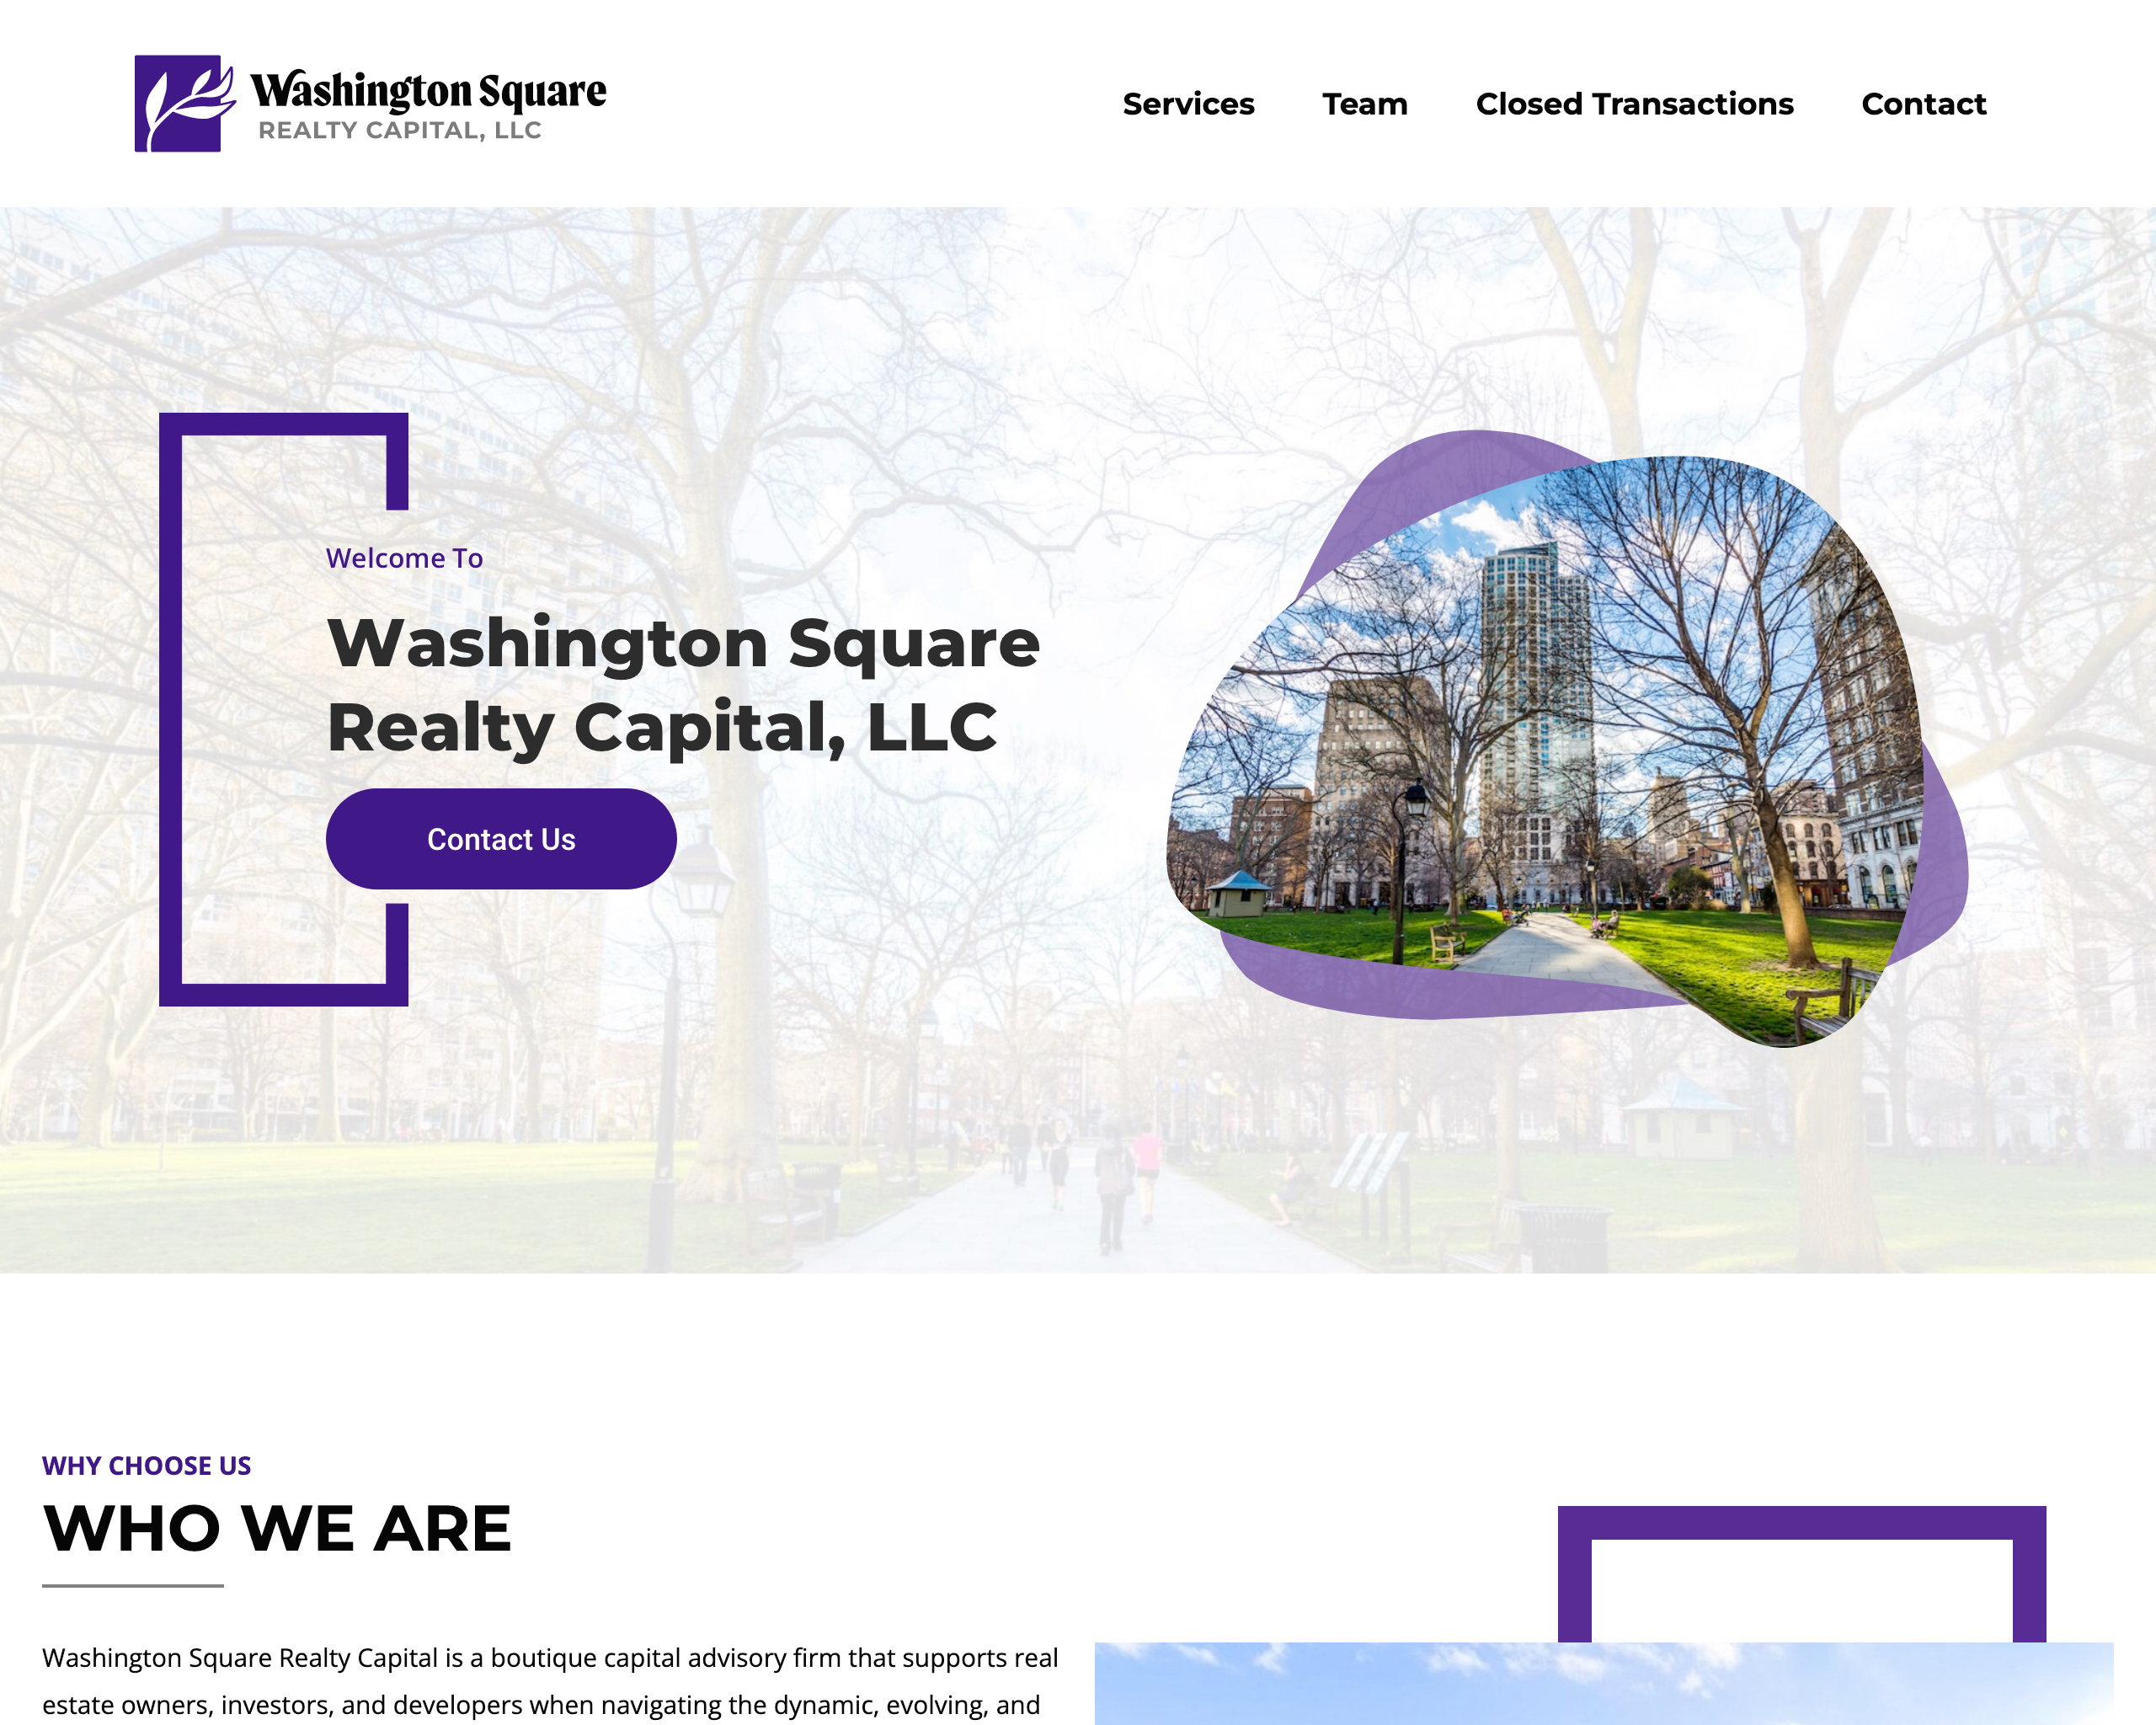 Washington Square
REALTY CAPITAL, LLC
Services
Team
Closed Transactions
Contact
Welcome To
Washington Square
Realty Capital, LLC
Contact Us
WHY CHOOSE US
WHO WE ARE
Washington Square Realty Capital is a boutique capital advisory firm that supports real
estate owners, investors, and developers when navigating the dynamic, evolving, and